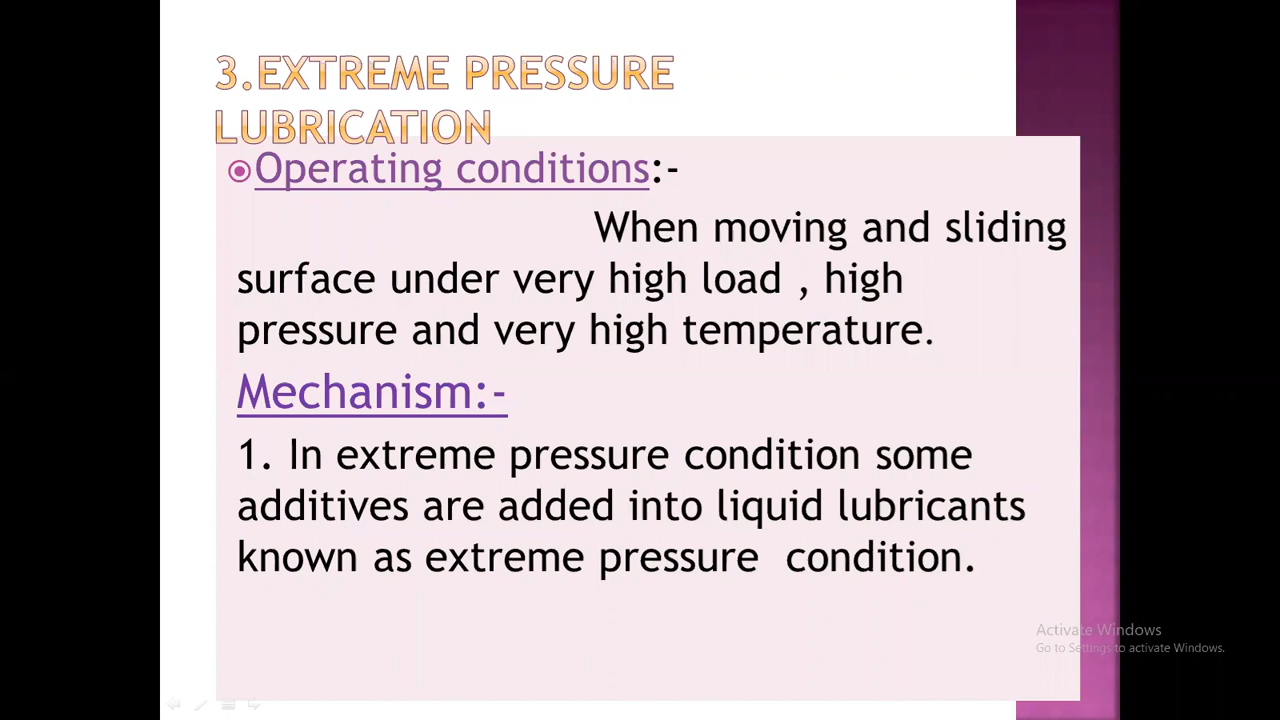 3.EXTREME PRESSURE
LUBRICATION
Operating conditions:-
When moving and sliding
surface under very high load , high
pressure and very high temperature.
Mechanism:-
1. In extreme pressure condition some
additives are added into liquid lubricants
known as extreme pressure condition.
Activate Windows
Go to Settings to activate Windows.